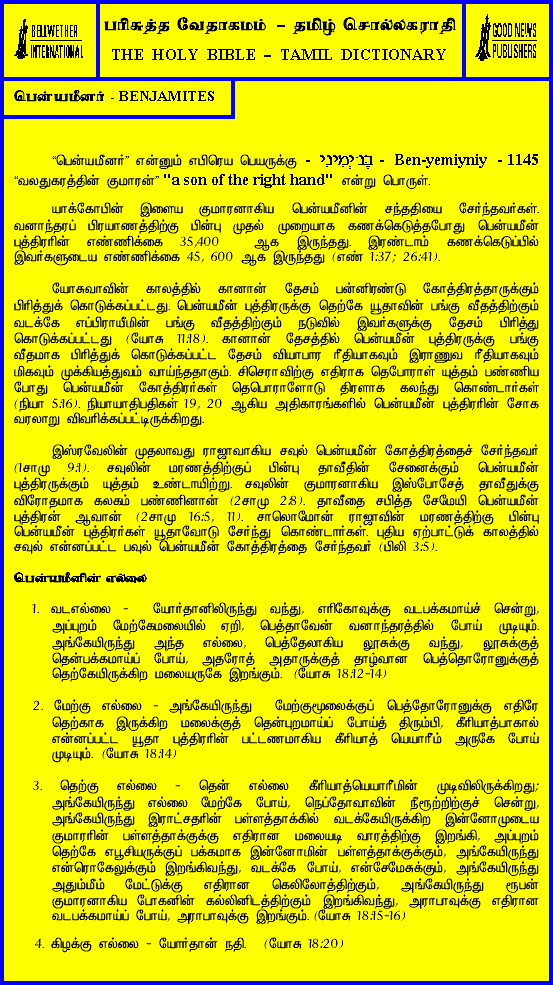 BELLWETHER
INTERNATIONAL
பரிசுத்த வேதாகமம் – தமிழ் சொல்லகராதி
THE HOLY BIBLE – TAMIL DICTIONARY
GOOD NEWS
PUBLISHERS
பென்யமீனர் - BENJAMITES
“பென்யமீனர்” என்னும் எபிரெய பெயருக்கு - בֶּן־יְמִינִי - Ben-yemiyniy - 1145
“வலதுகரத்தின் குமாரன்” "a son of the right hand" என்று பொருள்.
யாக்கோபின் இளைய குமாரனாகிய பென்யமீனின் சந்ததியை சேர்ந்தவர்கள்.
வனாந்தரப் பிரயாணத்திற்கு பின்பு முதல் முறையாக கணக்கெடுத்தபோது பென்யமீன்
புத்திரரின் எண்ணிக்கை 35,400 ஆக இருந்தது. இரண்டாம் கணக்கெடுப்பில்
இவர்களுடைய எண்ணிக்கை 45, 600 ஆக இருந்தது (எண் 1:37; 26:41).
யோசுவாவின் காலத்தில் கானான் தேசம் பன்னிரண்டு கோத்திரத்தாருக்கும்
பிரித்துக் கொடுக்கப்பட்டது. பென்யமீன் புத்திரருக்கு தெற்கே யூதாவின் பங்கு வீதத்திற்கும்
வடக்கே எப்பிராயீமின் பங்கு வீதத்திற்கும் நடுவில் இவர்களுக்கு தேசம் பிரித்து
கொடுக்கப்பட்டது (யோசு 11:18). கானான் தேசத்தில் பென்யமீன் புத்திரருக்கு பங்கு
வீதமாக பிரித்துக் கொடுக்கப்பட்ட தேசம் வியாபார ரீதியாகவும் இராணுவ ரீதியாகவும்
மிகவும் முக்கியத்துவம் வாய்ந்ததாகும். சிசெராவிற்கு எதிராக தெபோராள் யுத்தம் பண்ணிய
போது பென்யமீன் கோத்திரர்கள் தெபொராளோடு திரளாக கலந்து கொண்டார்கள்
(நியா 5:16). நியாயாதிபதிகள் 19, 20 ஆகிய அதிகாரங்களில் பென்யமீன் புத்திரரின் சோக
வரலாறு விவரிக்கப்பட்டிருக்கிறது.
இஸ்ரவேலின் முதலாவது ராஜாவாகிய சவுல் பென்யமீன் கோத்திரத்தைச் சேர்ந்தவர்
(1சாமு 9:1). சவுலின் மரணத்திற்குப் பின்பு தாவீதின் சேனைக்கும் பென்யமீன்
புத்திரருக்கும் யுத்தம் உண்டாயிற்று. சவுலின் குமாரனாகிய இஸ்போசேத் தாவீதுக்கு
விரோதமாக கலகம் பண்ணினான் (2சாமு 2:8). தாவீதை சபித்த சேமேயி பென்யமீன்
புத்திரன் ஆவான் (2சாமு 16:5, 11). சாலொமோன் ராஜாவின் மரணத்திற்கு பின்பு
பென்யமீன் புத்திரர்கள் யூதாவோடு சேர்ந்து கொண்டார்கள். புதிய ஏற்பாட்டுக் காலத்தில்
சவுல் என்னப்பட்ட பவுல் பென்யமீன் கோத்திரத்தை சேர்ந்தவர் (பிலி 3:5).
பென்யமீனின் எல்லை
1. வடஎல்லை - யோர்தானிலிருந்து வந்து, எரிகோவுக்கு வடபக்கமாய்ச் சென்று,
அப்புறம் மேற்கேமலையில் ஏறி, பெத்தாவேன் வனாந்தரத்தில் போய் முடியும்.
அங்கேயிருந்து அந்த எல்லை, பெத்தேலாகிய லூசுக்கு வந்து, லூசுக்குத்
தென்பக்கமாய்ப் போய், அதரோத் அதாருக்குத் தாழ்வான பெத்தொரோனுக்குத்
தெற்கேயிருக்கிற மலையருகே இறங்கும். (யோசு 18:12-14)
2. மேற்கு எல்லை - அங்கேயிருந்து மேற்குமூலைக்குப் பெத்தோரோனுக்கு எதிரே
தெற்காக இருக்கிற மலைக்குத் தென்புறமாய்ப் போய்த் திரும்பி, கீரியாத்பாகால்
என்னப்பட்ட யூதா புத்திரரின் பட்டணமாகிய கீரியாத் யெயாரீம் அருகே போய்
முடியும். (யோசு 18:14)
3. தெற்கு எல்லை - தென் எல்லை கீரியாத்யெயாரீமின் முடிவிலிருக்கிறது;
அங்கேயிருந்து எல்லை மேற்கே போய், நெப்தோவாவின் நீரூற்றிற்குச் சென்று,
அங்கேயிருந்து இராட்சதரின் பள்ளத்தாக்கில் வடக்கேயிருக்கிற இன்னோமுடைய
குமாரரின் பள்ளத்தாக்குக்கு எதிரான மலையடி வாரத்திற்கு இறங்கி, அப்புறம்
தெற்கே எபூசியருக்குப் பக்கமாக இன்னோமின் பள்ளத்தாக்குக்கும், அங்கேயிருந்து
என்ரொகேலுக்கும் இறங்கிவந்து, வடக்கே போய், என்சேமேசுக்கும், அங்கேயிருந்து
அதும்மீம் மேட்டுக்கு எதிரான கெலிலோத்திற்கும், அங்கேயிருந்து ரூபன்
குமாரனாகிய போகனின் கல்லினிடத்திற்கும் இறங்கிவந்து, அராபாவுக்கு எதிரான
வடபக்கமாய்ப் போய், அராபாவுக்கு இறங்கும். (யோசு 18:15-16)
4. கிழக்கு எல்லை - யோர்தான் நதி. (யோசு 18:20)